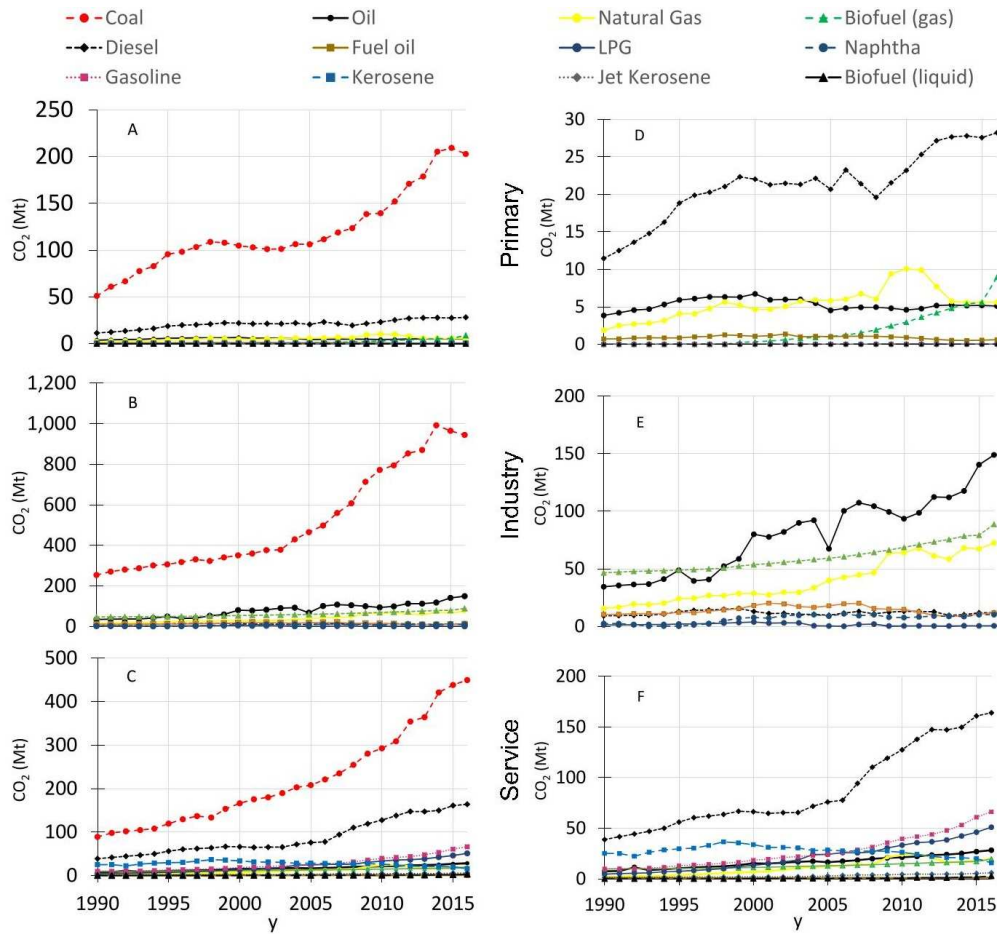 Coal Oil Natural Gas Biofuel (gas)
Diesel Fuel oil LPG Naphtha
Gasoline Kerosene Jet Kerosene Biofuel (liquid)
A
250
200
150
100
50
0
CO2 (Mt)
D
30
25
20
15
10
5
0
CO2 (Mt)
Primary
B
1,200
1,000
800
600
400
200
0
CO2 (Mt)
E
200
150
100
50
0
CO2 (Mt)
Industry
C
500
400
300
200
100
0
CO2 (Mt)
1990 1995 2000 2005 2010 2015
y
F
200
150
100
50
0
CO2 (Mt)
Service
1990 1995 2000 2005 2010 2015
y